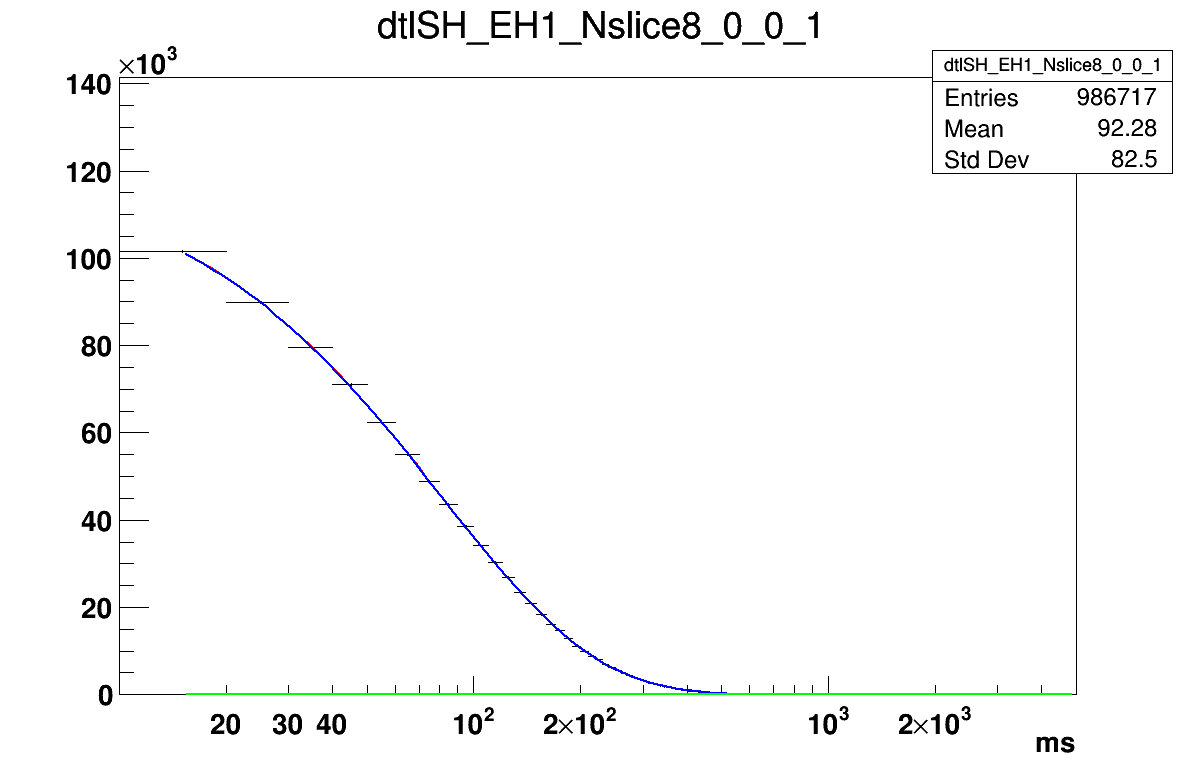 dtlSH_EH1_Nslice8_0_0_1
×10³
dtlSH_EH1_Nslice8_0_0_1
Entries 986717
Mean 92.28
Std Dev 82.5
140
120
100
80
60
40
20
0
20 30 40 10² 2×10² 10³ 2×10³
ms